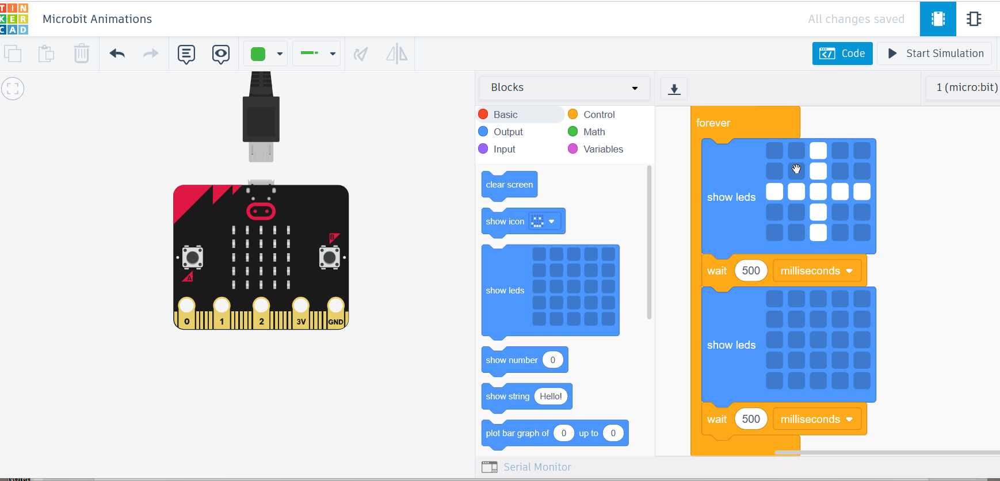 TIN
KER
CAD
Microbit Animations
All changes saved
Code
Start Simulation
Blocks
1 (micro:bit)
Basic
Control
Output
Math
Input
Variables
clear screen
show icon
show leds
show number 0
show string Hello!
plot bar graph of 0 up to 0
Serial Monitor
forever
show leds
wait 500 milliseconds
show leds
wait 500 milliseconds
B
A
0 1 2 3V GND